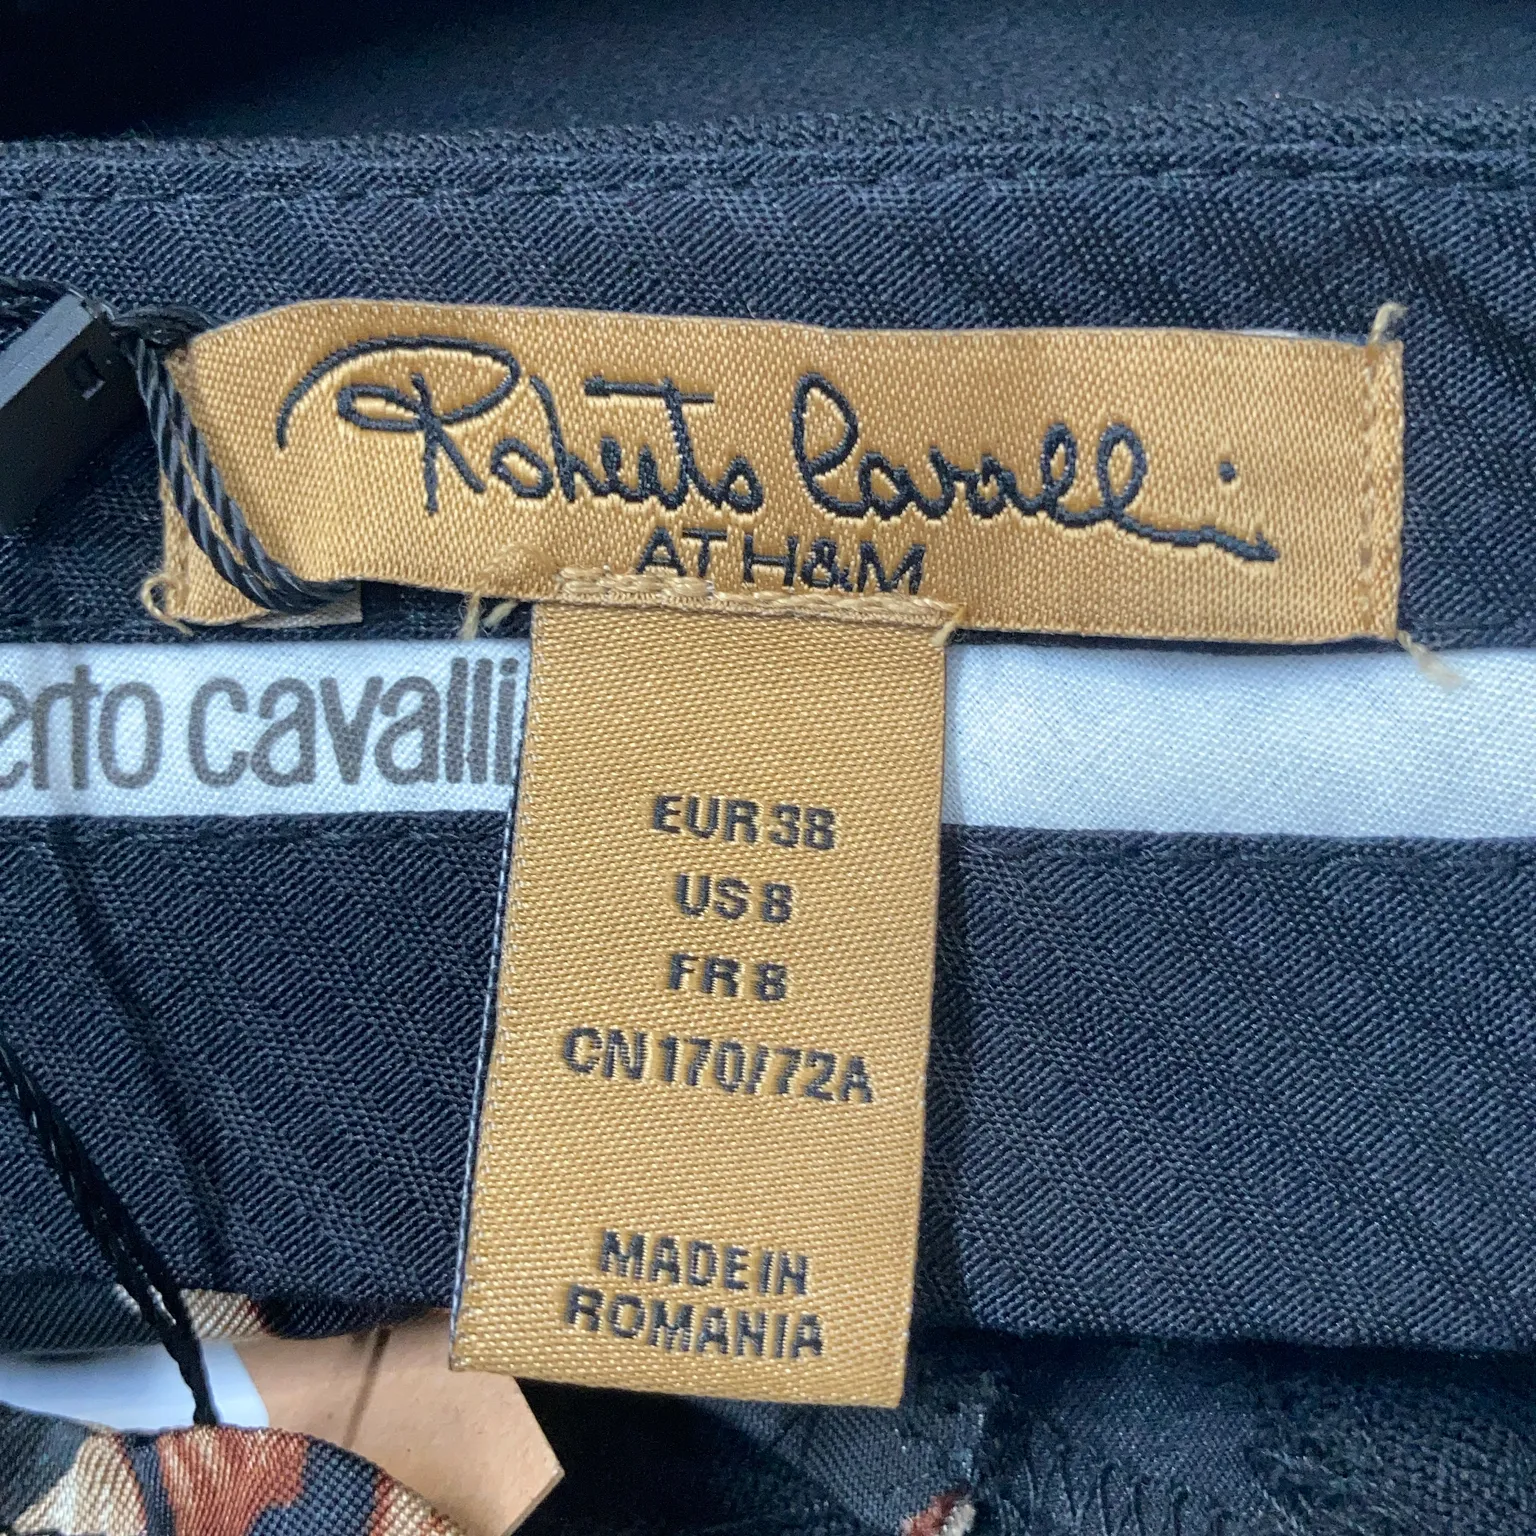 Roberto Cavalli
AT H&M
erto cavalli
EUR 38
US 8
FR 8
CN 170/72A
MADE IN
ROMANIA